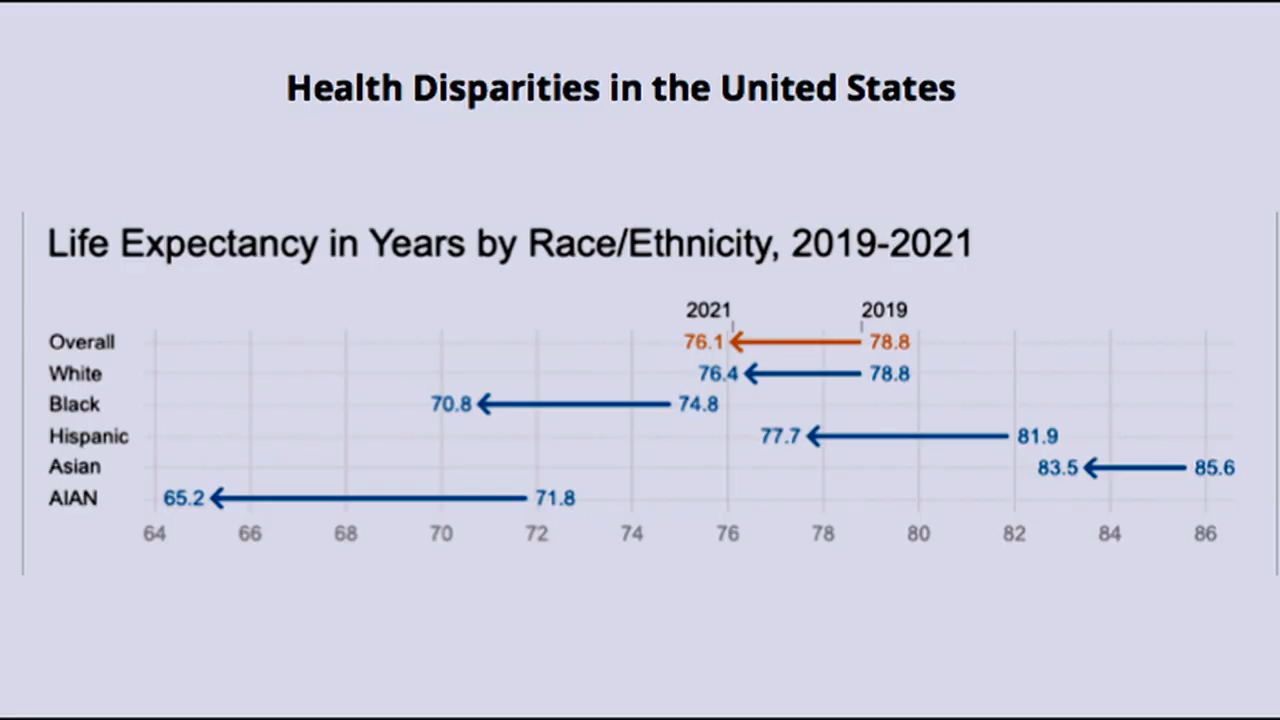 Health Disparities in the United States
Life Expectancy in Years by Race/Ethnicity, 2019-2021
2021 2019
Overall 76.1 78.8
White 76.4 78.8
Black 70.8 74.8
Hispanic 77.7 81.9
Asian 83.5 85.6
AIAN 65.2 71.8
64 66 68 70 72 74 76 78 80 82 84 86